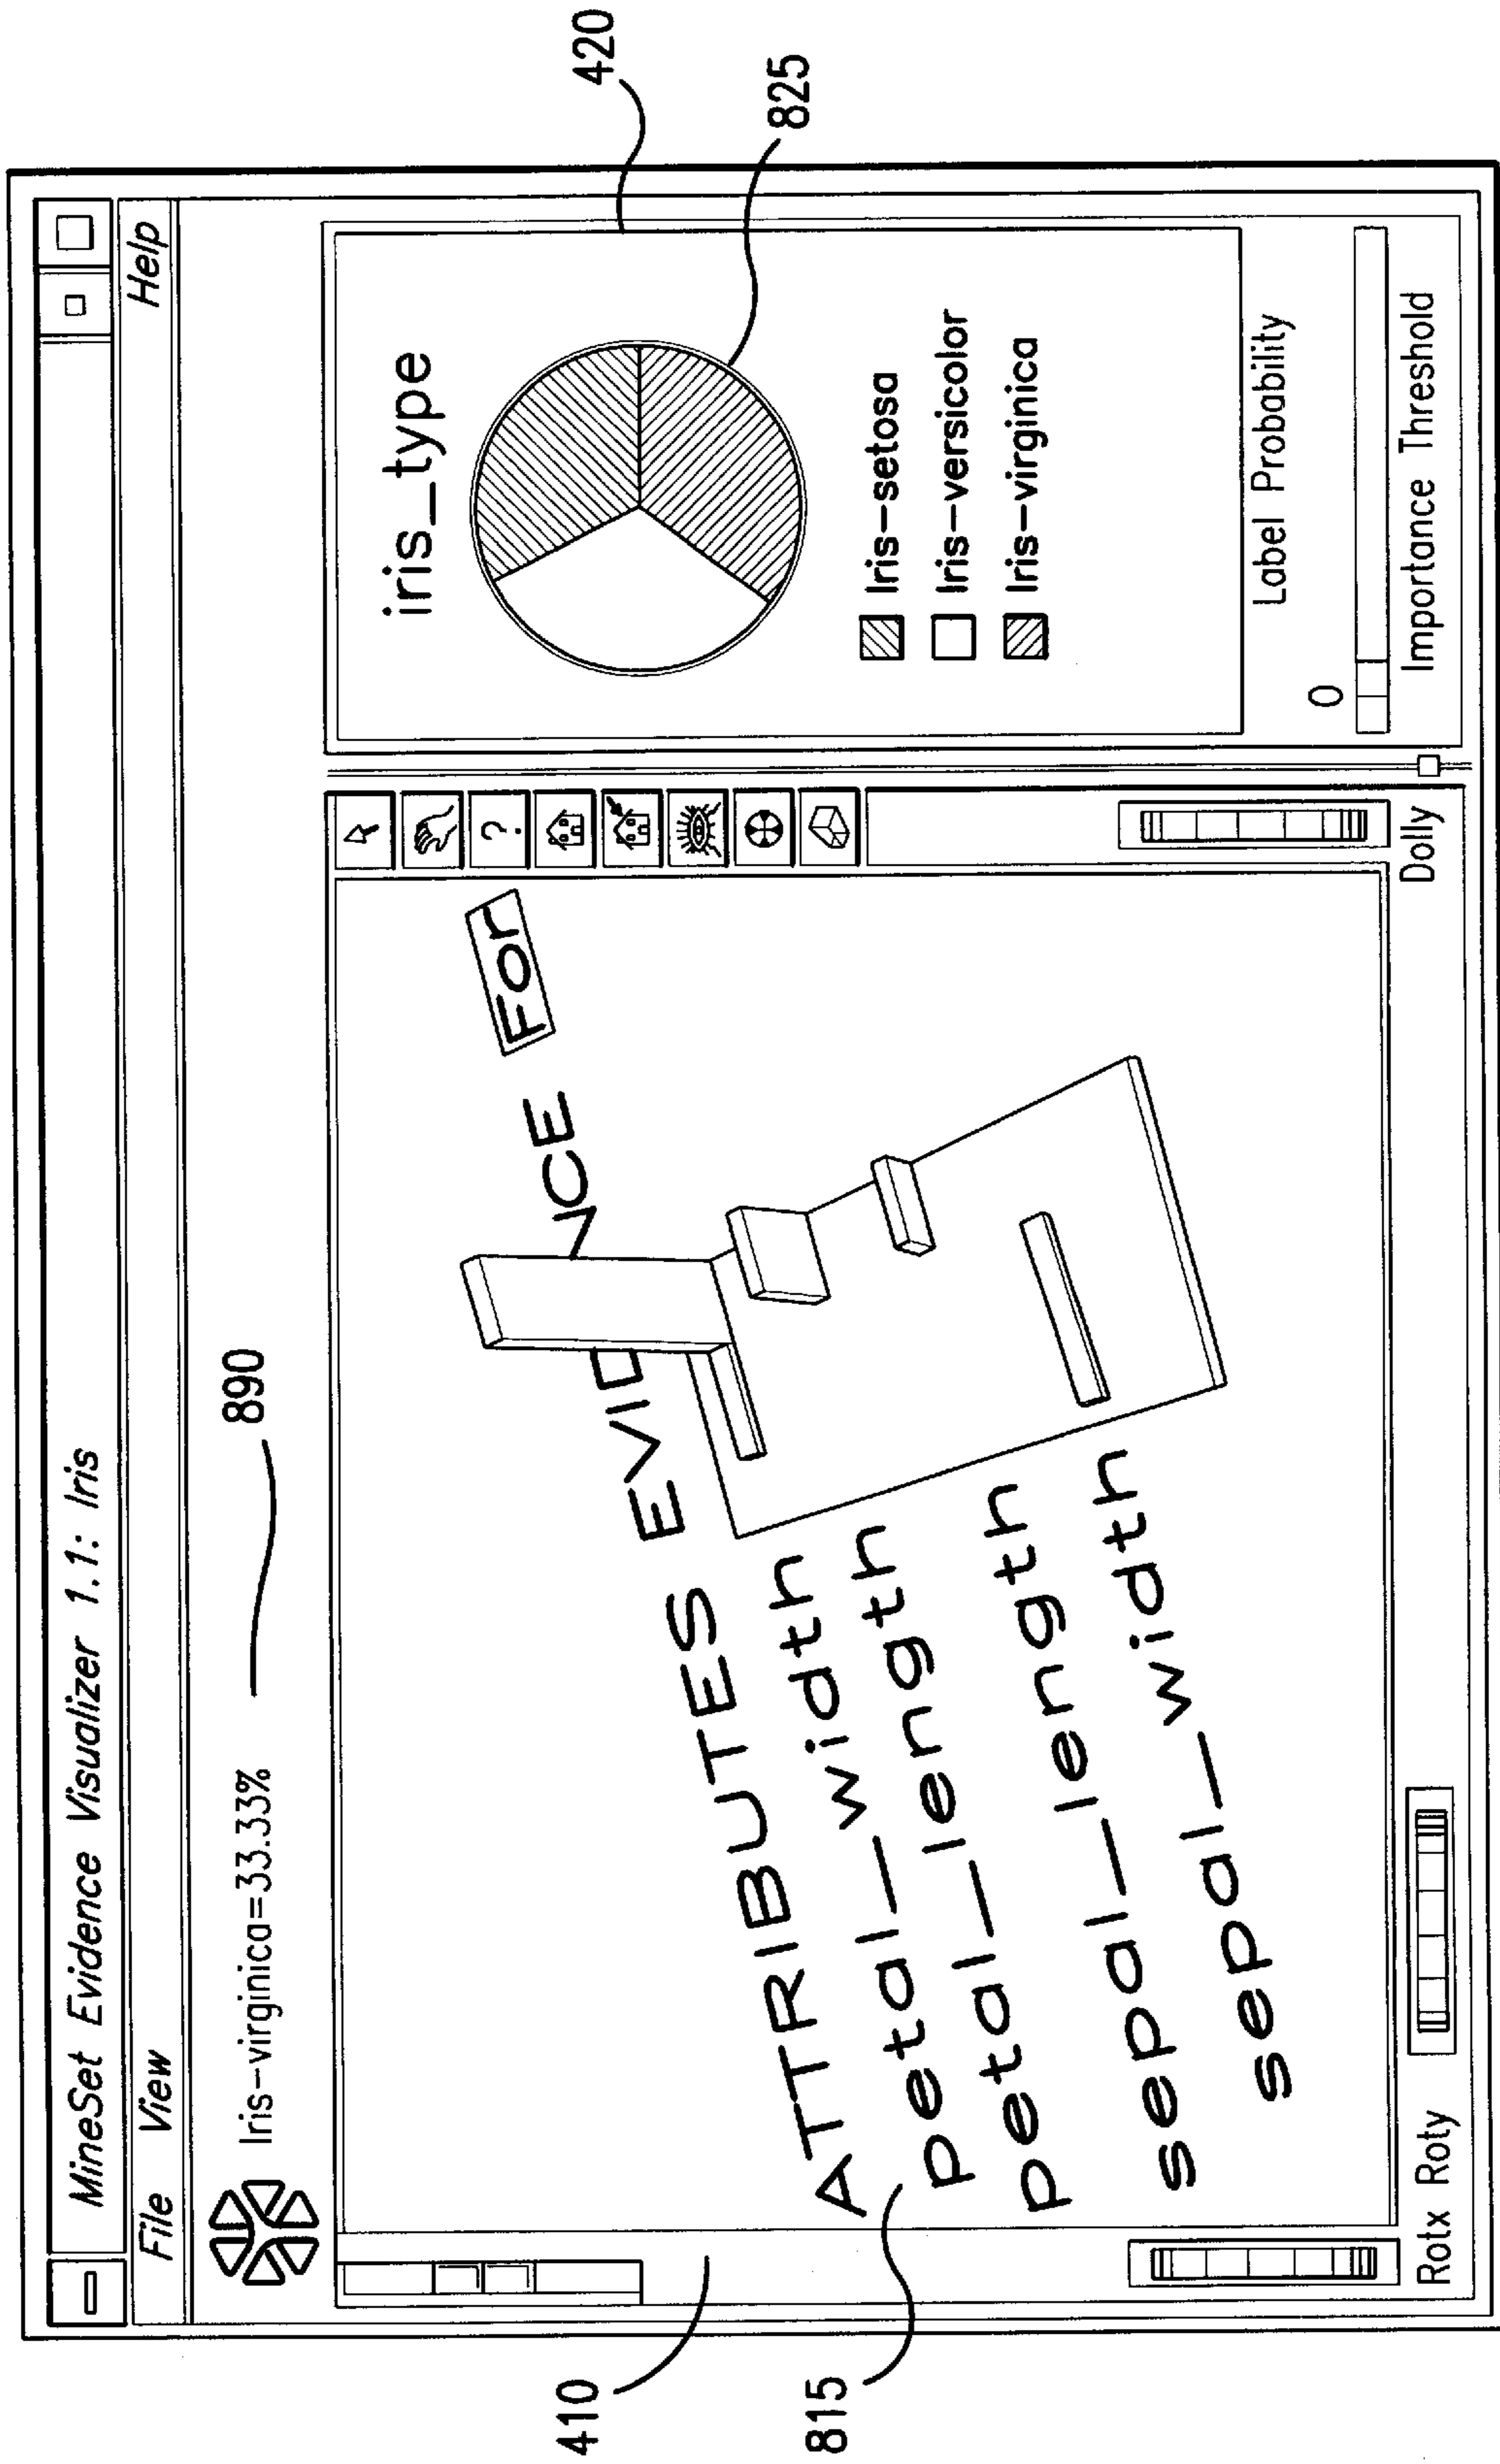 MineSet Evidence Visualizer 1.1: Iris
File View Help
Iris-virginica=33.33%
890
ATTRIBUTES EVID NCE For
petal_width
petal_length
sepal_length
sepal_width
?
Rotx Roty
Dolly
iris_type
Iris-setosa
Iris-versicolor
Iris-virginica
Label Probability
0
Importance Threshold
420
825
410
815